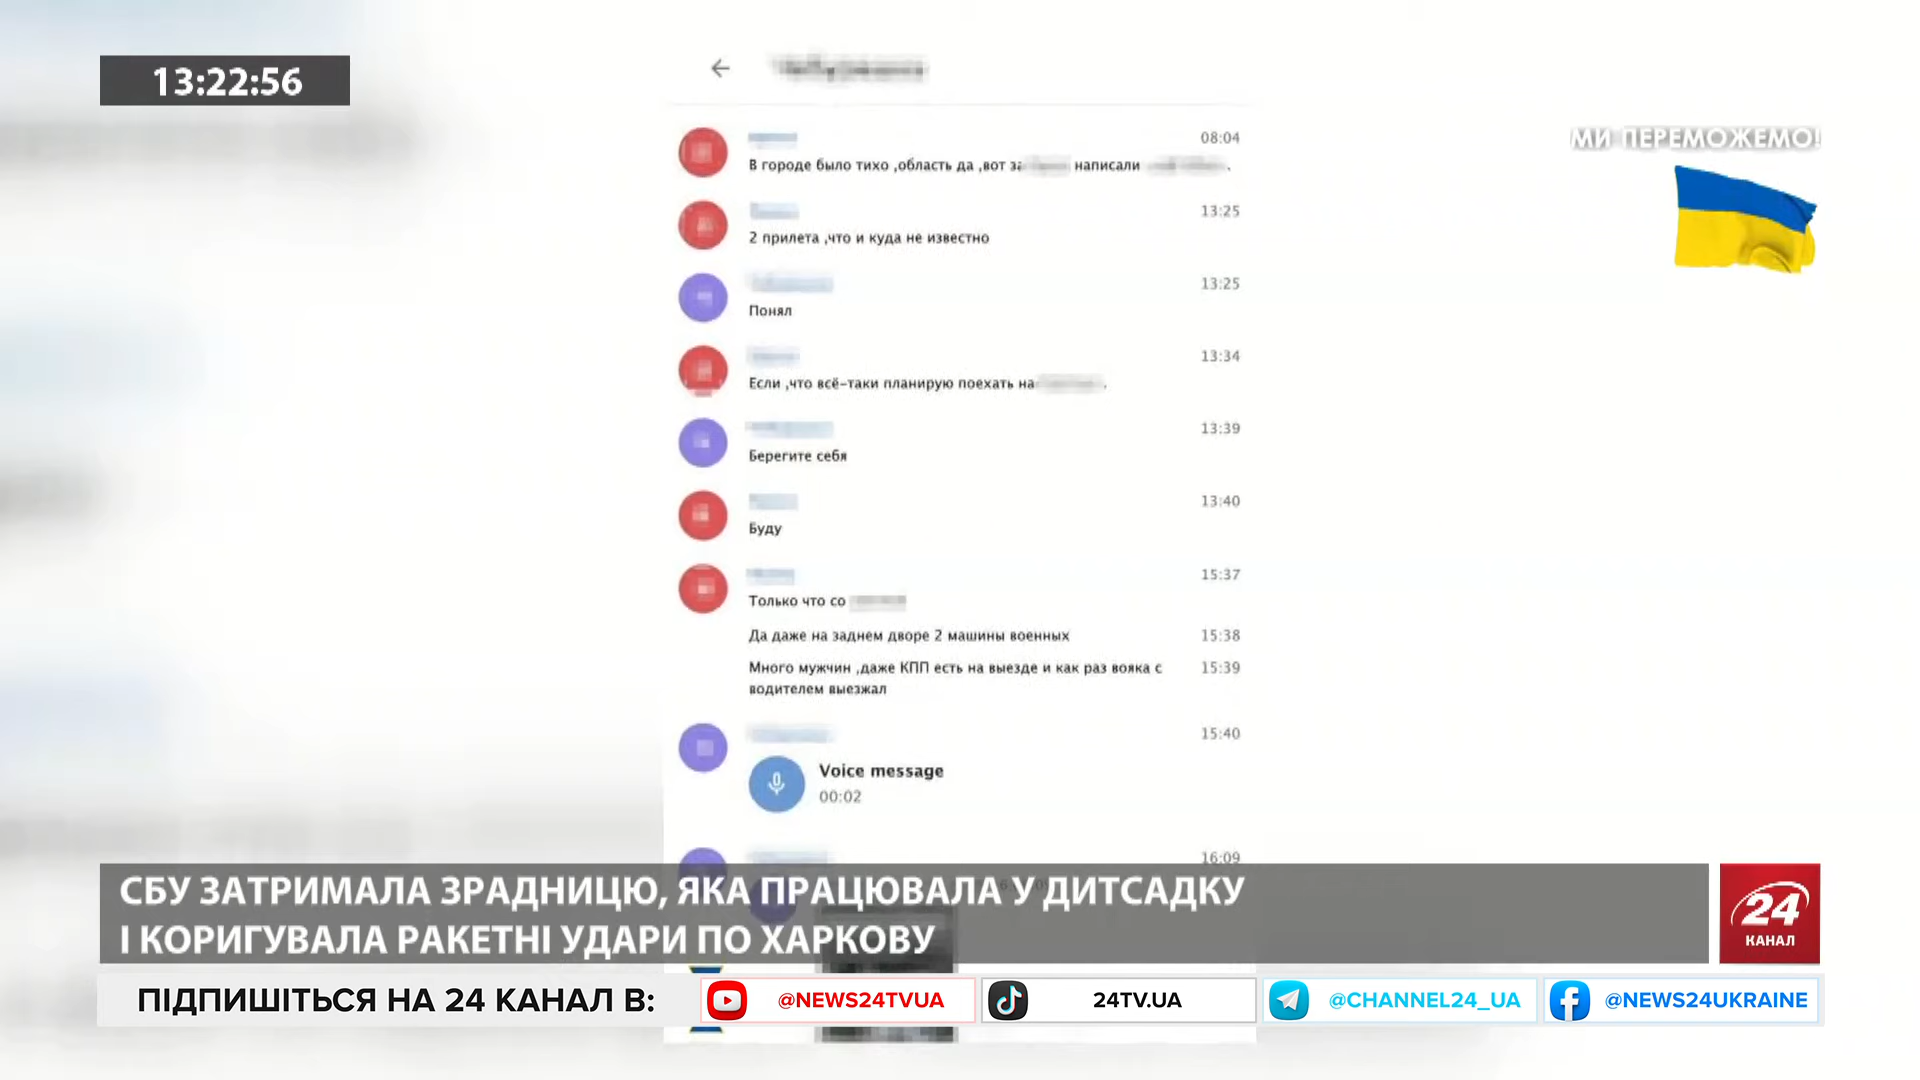 13:22:56
МИ ПЕРЕМОЖЕМО!
08:04
В городе было тихо ,область да ,вот за написали .
13:25
2 прилета ,что и куда не известно
13:25
Понял
13:34
Если ,что всё-таки планирую поехать на .
13:39
Берегите себя
13:40
Буду
15:37
Только что со
Да даже на заднем дворе 2 машины военных 15:38
Много мужчин ,даже КПП есть на выезде и как раз вояка с 15:39
водителем выезжал
15:40
Voice message
00:02
16:09
СБУ ЗАТРИМАЛА ЗРАДНИЦЮ, ЯКА ПРАЦЮВАЛА У ДИТСАДКУ
І КОРИГУВАЛА РАКЕТНІ УДАРИ ПО ХАРКОВУ
24
КАНАЛ
ПІДПИШІТЬСЯ НА 24 КАНАЛ В: @NEWS24TVUA 24TV.UA @CHANNEL24_UA @NEWS24UKRAINE